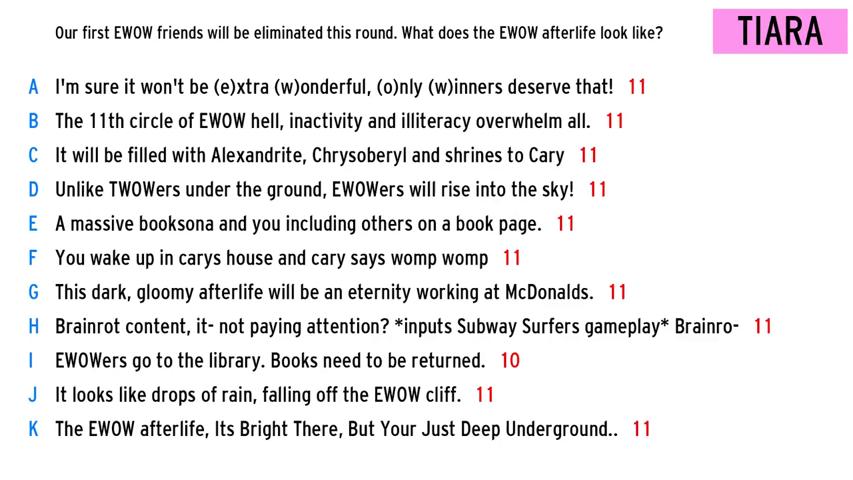 Our first EWOW friends will be eliminated this round. What does the EWOW afterlife look like?
TIARA
A I'm sure it won't be (e)xtra (w)onderful, (o)nly (w)inners deserve that! 11
B The 11th circle of EWOW hell, inactivity and illiteracy overwhelm all. 11
C It will be filled with Alexandrite, Chrysoberyl and shrines to Cary 11
D Unlike TWOWers under the ground, EWOWers will rise into the sky! 11
E A massive booksona and you including others on a book page. 11
F You wake up in carys house and cary says womp womp 11
G This dark, gloomy afterlife will be an eternity working at McDonalds. 11
H Brainrot content, it- not paying attention? *inputs Subway Surfers gameplay* Brainro- 11
I EWOWers go to the library. Books need to be returned. 10
J It looks like drops of rain, falling off the EWOW cliff. 11
K The EWOW afterlife, Its Bright There, But Your Just Deep Underground.. 11